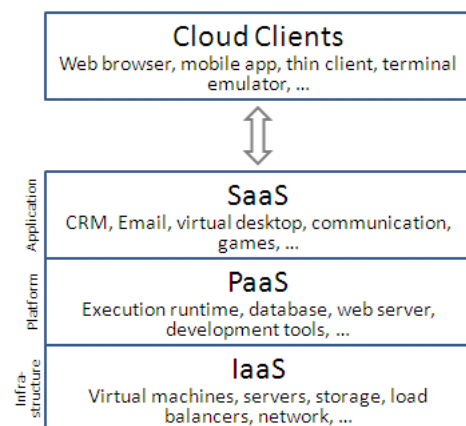 Cloud Clients
Web browser, mobile app, thin client, terminal
emulator, ...
Application
SaaS
CRM, Email, virtual desktop, communication,
games, ...
Platform
PaaS
Execution runtime, database, web server,
development tools, ...
Infra-
structure
IaaS
Virtual machines, servers, storage, load
balancers, network, ...